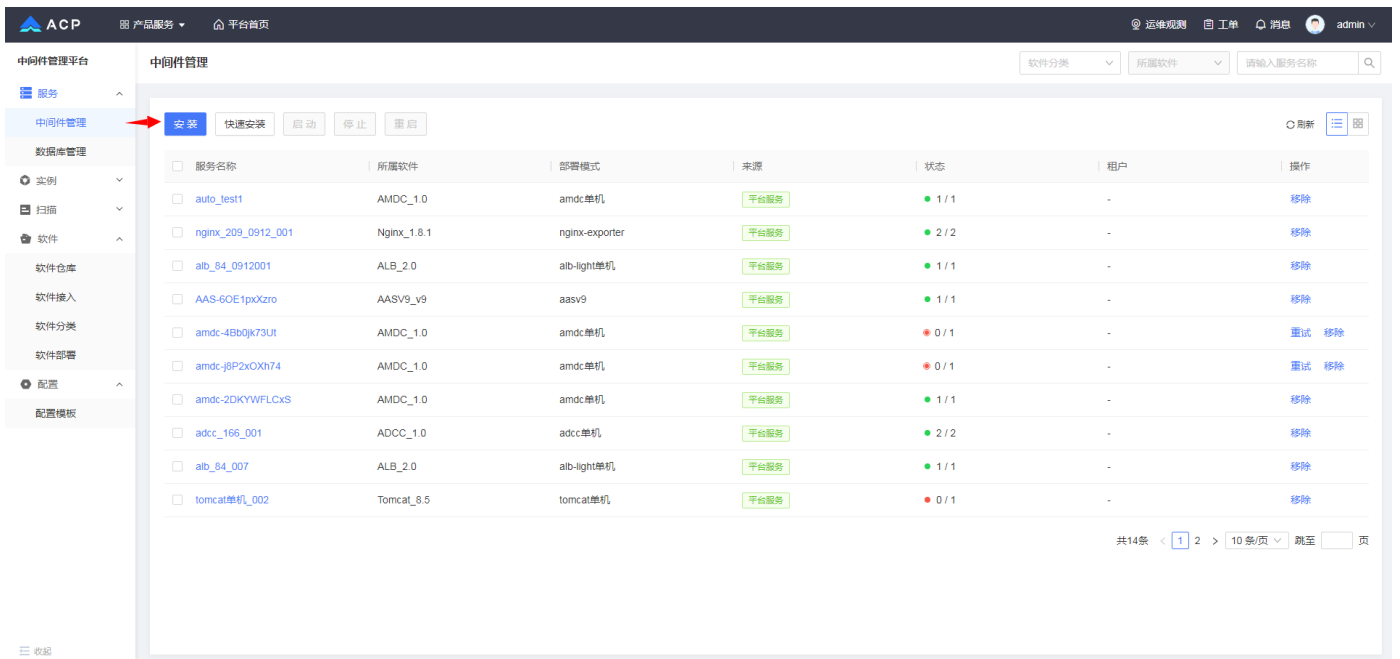 ACP 产品服务 平台首页 运维观测 工单 消息 admin
中间件管理平台 中间件管理 软件分类 所属软件 请输入服务名称
服务
中间件管理 安 装 快速安装 启 动 停 止 重 启 刷新
数据库管理
服务名称 所属软件 部署模式 来源 状态 租户 操作
实例
auto_test1 AMDC_1.0 amdc单机 平台服务 1 / 1 - 移除
扫描
nginx_209_0912_001 Nginx_1.8.1 nginx-exporter 平台服务 2 / 2 - 移除
软件
alb_84_0912001 ALB_2.0 alb-light单机 平台服务 1 / 1 - 移除
软件仓库
AAS-6OE1pxXzro AASV9_v9 aasv9 平台服务 1 / 1 - 移除
软件接入
amdc-4Bb0jk73Ut AMDC_1.0 amdc单机 平台服务 0 / 1 - 重试 移除
软件分类
amdc-j8P2xOXh74 AMDC_1.0 amdc单机 平台服务 0 / 1 - 重试 移除
软件部署
配置
amdc-2DKYWFLCxS AMDC_1.0 amdc单机 平台服务 1 / 1 - 移除
配置模板
adcc_166_001 ADCC_1.0 adcc单机 平台服务 2 / 2 - 移除
alb_84_007 ALB_2.0 alb-light单机 平台服务 1 / 1 - 移除
tomcat单机_002 Tomcat_8.5 tomcat单机 平台服务 0 / 1 - 移除
共14条 < 1 2 > 10 条/页 跳至 页
收起